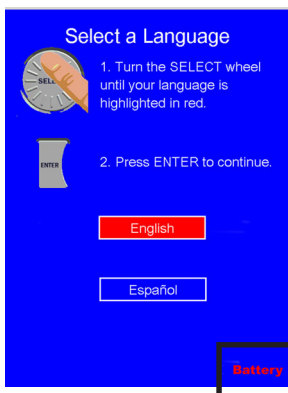 Select a Language
1. Turn the SELECT wheel
until your language is
highlighted in red.
ENTER
2. Press ENTER to continue.
English
Español
Battery